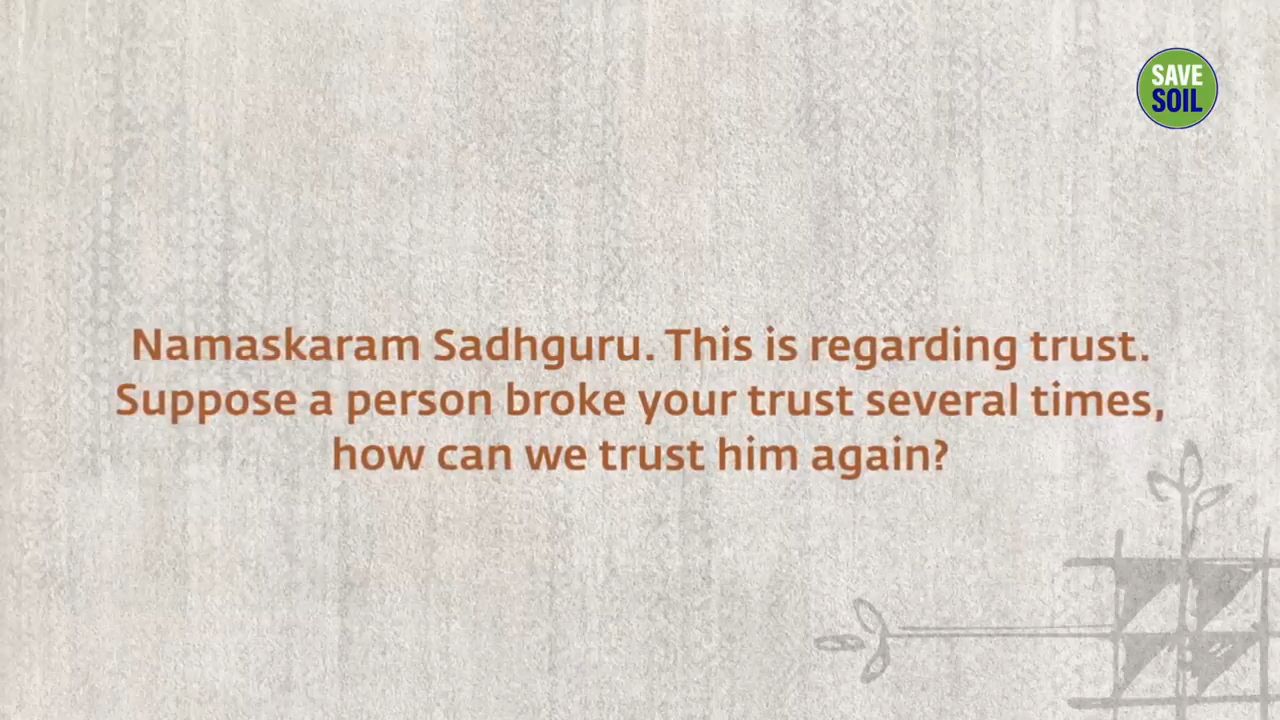 SAVE
SOIL
Namaskaram Sadhguru. This is regarding trust.
Suppose a person broke your trust several times,
how can we trust him again?